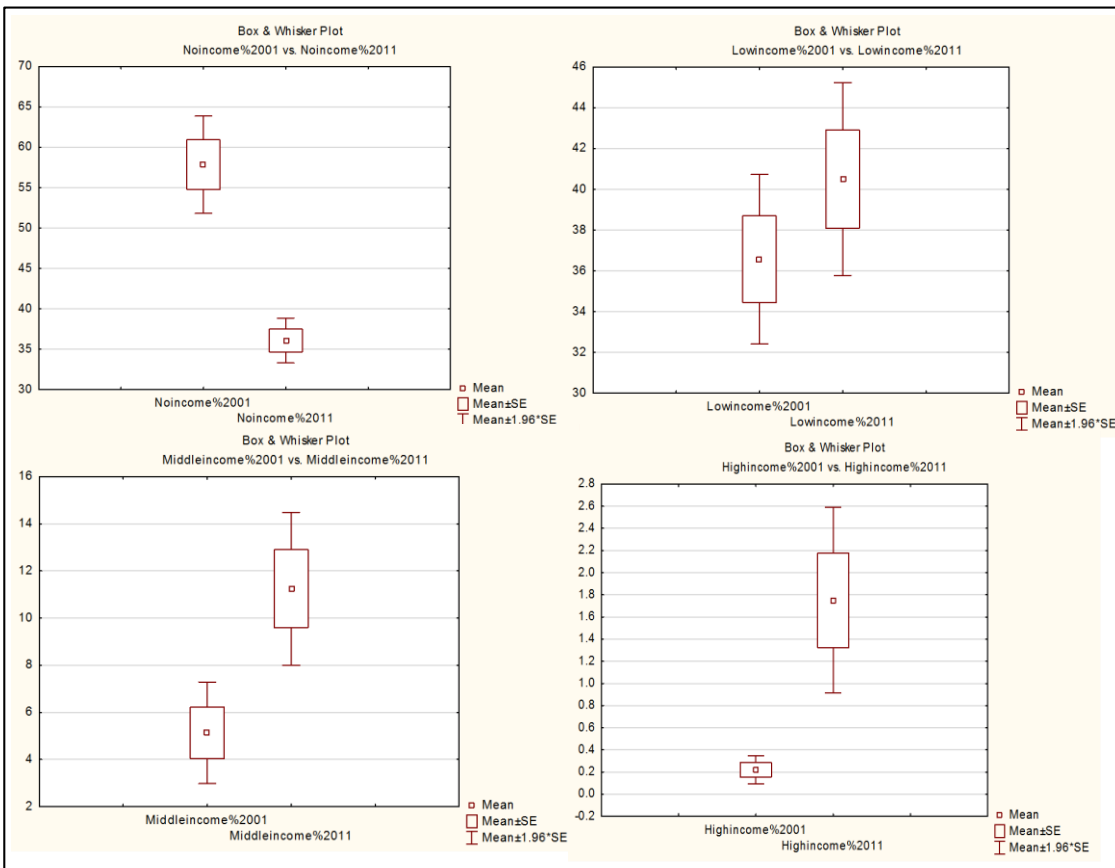 Box & Whisker Plot
Noincome%2001 vs. Noincome%2011
70
65
60
55
50
45
40
35
30
Noincome%2001
Noincome%2011
Mean
Mean±SE
Mean±1.96*SE
Box & Whisker Plot
Lowincome%2001 vs. Lowincome%2011
46
44
42
40
38
36
34
32
30
Lowincome%2001
Lowincome%2011
Mean
Mean±SE
Mean±1.96*SE
Box & Whisker Plot
Middleincome%2001 vs. Middleincome%2011
16
14
12
10
8
6
4
2
Middleincome%2001
Middleincome%2011
Mean
Mean±SE
Mean±1.96*SE
Box & Whisker Plot
Highincome%2001 vs. Highincome%2011
2.8
2.6
2.4
2.2
2.0
1.8
1.6
1.4
1.2
1.0
0.8
0.6
0.4
0.2
0.0
-0.2
Highincome%2001
Highincome%2011
Mean
Mean±SE
Mean±1.96*SE